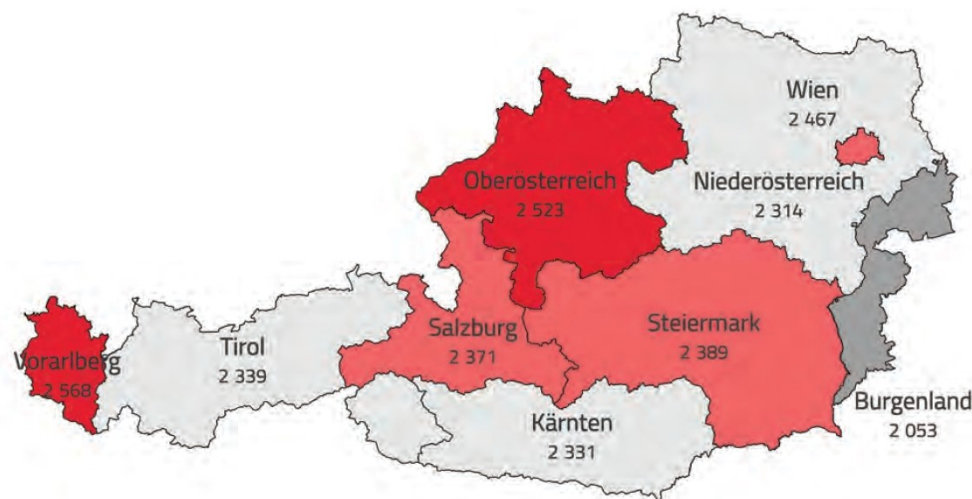 Wien
2 467
Oberösterreich
2 523
Niederösterreich
2 314
Salzburg
2 371
Steiermark
2 389
Tirol
2 339
Vorarlberg
2 568
Kärnten
2 331
Burgenland
2 053